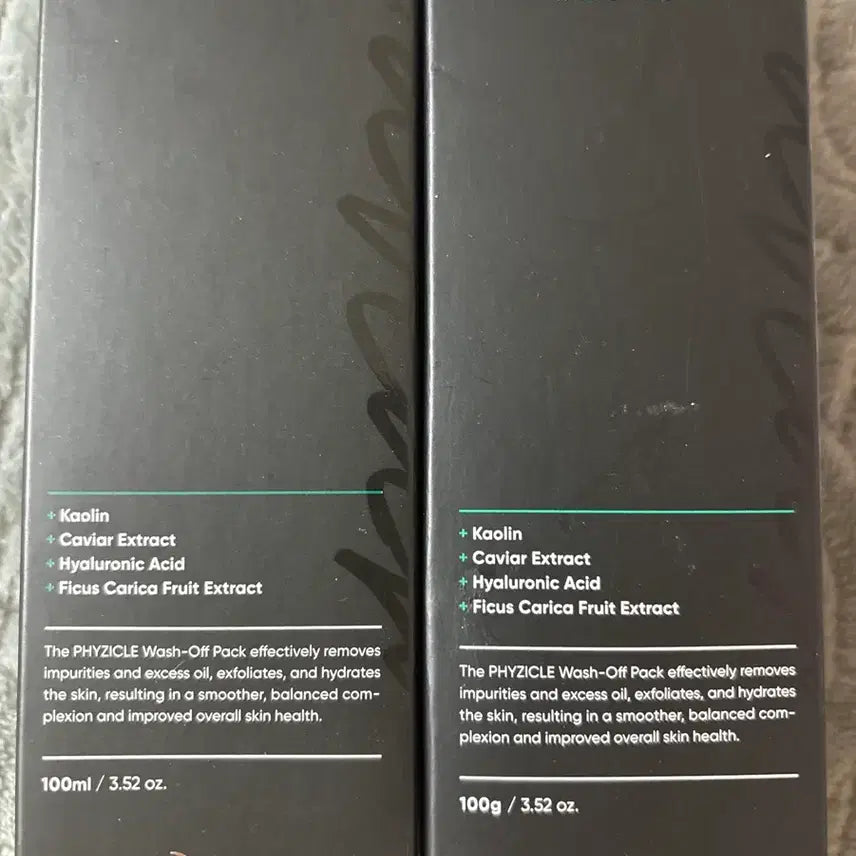 + Kaolin
+ Caviar Extract
+ Hyaluronic Acid
+ Ficus Carica Fruit Extract
The PHYZICLE Wash-Off Pack effectively removes
impurities and excess oil, exfoliates, and hydrates
the skin, resulting in a smoother, balanced com-
plexion and improved overall skin health.
100ml / 3.52 oz.
+ Kaolin
+ Caviar Extract
+ Hyaluronic Acid
+ Ficus Carica Fruit Extract
The PHYZICLE Wash-Off Pack effectively removes
impurities and excess oil, exfoliates, and hydrates
the skin, resulting in a smoother, balanced com-
plexion and improved overall skin health.
100g / 3.52 oz.